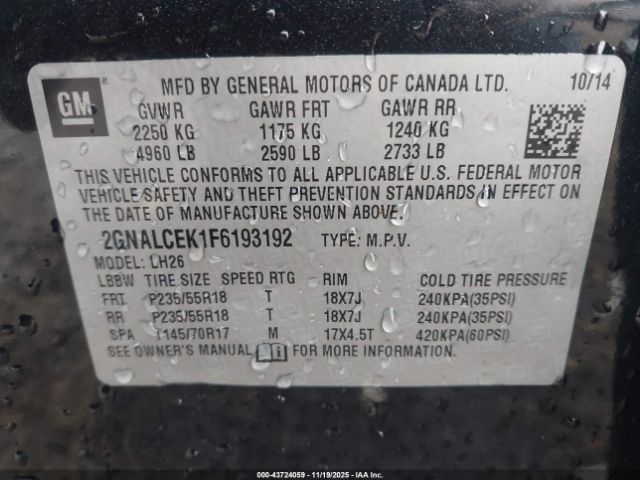 GM
MFD BY GENERAL MOTORS OF CANADA LTD. 10/14
GVWR GAWR FRT GAWR RR
2250 KG 1175 KG 1240 KG
4960 LB 2590 LB 2733 LB
THIS VEHICLE CONFORMS TO ALL APPLICABLE U.S. FEDERAL MOTOR
VEHICLE SAFETY AND THEFT PREVENTION STANDARDS IN EFFECT ON
THE DATE OF MANUFACTURE SHOWN ABOVE.
2GNALCEK1F6193192 TYPE: M.P.V.
MODEL: LH26
LBBW TIRE SIZE SPEED RTG RIM COLD TIRE PRESSURE
FRT P235/55R18 T 18X7J 240KPA(35PSI)
RR P235/55R18 T 18X7J 240KPA(35PSI)
SPA T145/70R17 M 17X4.5T 420KPA(60PSI)
SEE OWNER'S MANUAL FOR MORE INFORMATION.
000-43724059 - 11/19/2025 - IAAI.COM